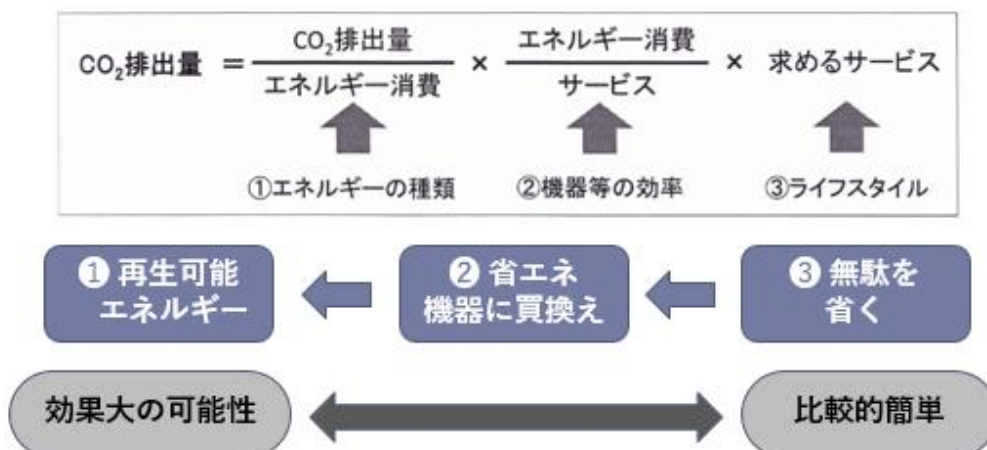 CO₂排出量 = CO₂排出量 / エネルギー消費 × エネルギー消費 / サービス × 求めるサービス
①エネルギーの種類 ②機器等の効率 ③ライフスタイル
❶ 再生可能
エネルギー
❷ 省エネ
機器に買換え
❸ 無駄を
省く
効果大の可能性
比較的簡単